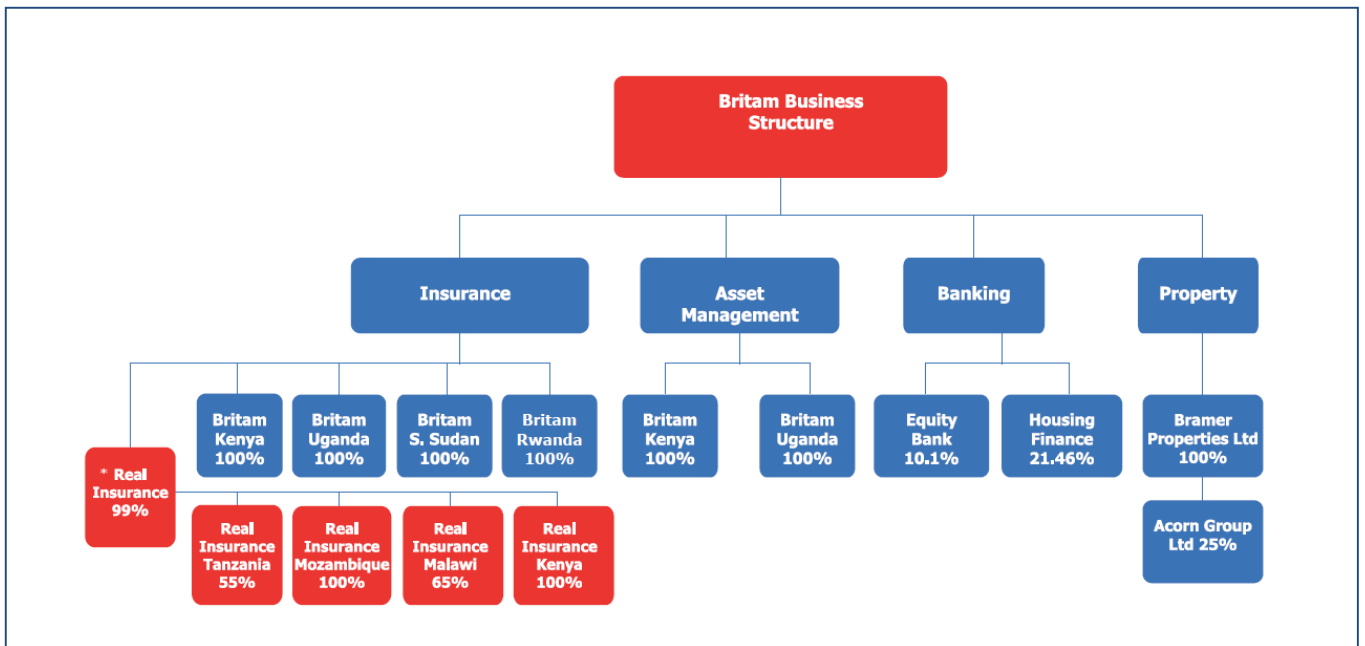 Britam Business
Structure
Insurance
Asset
Management
Banking
Property
Britam
Kenya
100%
Britam
Uganda
100%
Britam
S. Sudan
100%
Britam
Rwanda
100%
Britam
Kenya
100%
Britam
Uganda
100%
Equity
Bank
10.1%
Housing
Finance
21.46%
Bramer
Properties Ltd
100%
* Real
Insurance
99%
Real
Insurance
Tanzania
55%
Real
Insurance
Mozambique
100%
Real
Insurance
Malawi
65%
Real
Insurance
Kenya
100%
Acorn Group
Ltd 25%